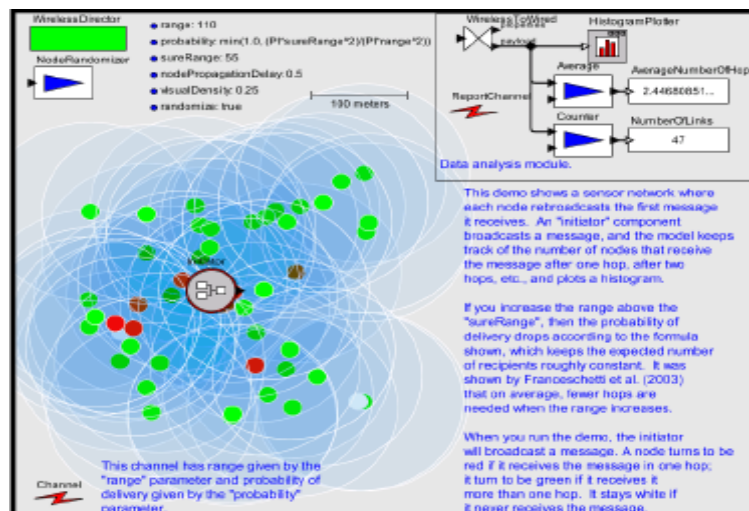 WirelessDirector
NodeRandomizer
range: 110
probability: min(1.0, (PI*sureRange^2)/(PI*range^2))
sureRange: 55
nodePropagationDelay: 0.5
visualDensity: 0.25
randomize: true
100 meters
WirelessToWired
properties
payload
HistogramPlotter
Average
AverageNumberOfHop
2.44680851...
ReportChannel
Counter
NumberOfLinks
47
Data analysis module.
This demo shows a sensor network where
each node rebroadcasts the first message
it receives. An "initiator" component
broadcasts a message, and the model keeps
track of the number of nodes that receive
the message after one hop, after two
hops, etc., and plots a histogram.
If you increase the range above the
"sureRange", then the probability of
delivery drops according to the formula
shown, which keeps the expected number
of recipients roughly constant. It was
shown by Franceschetti et al. (2003)
that on average, fewer hops are
needed when the range increases.
When you run the demo, the initiator
will broadcast a message. A node turns to be
red if it receives the message in one hop;
it turn to be green if it receives it
more than one hop. It stays white if
it never receives the message.
Channel
This channel has range given by the
"range" parameter and probability of
delivery given by the "probability"
parameter